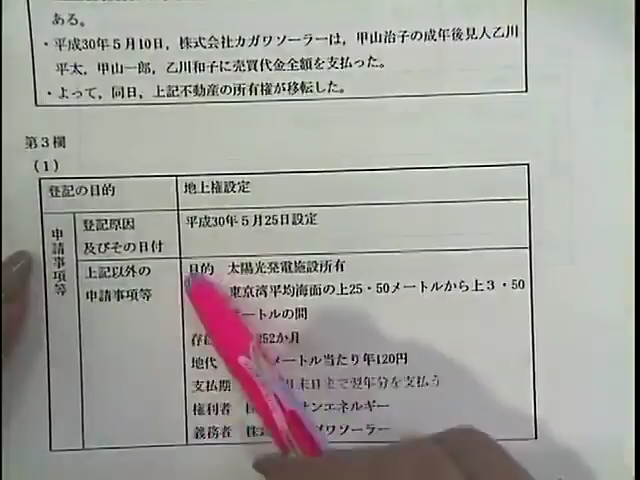 ある。
・平成30年5月10日，株式会社カガワソーラーは，甲山治子の成年後見人乙川
平太，甲山一郎，乙川和子に売買代金全額を支払った。
・よって，同日，上記不動産の所有権が移転した。
第3欄
(1)
登記の目的 地上権設定
申請事項等
登記原因 平成30年5月25日設定
及びその日付
上記以外の 目的 太陽光発電施設所有
申請事項等 東京湾平均海面の上25・50メートルから上3・50
ートルの間
252か月
地代 メートル当たり年120円
支払期 末日まで翌年分を支払う
権利者 ンエネルギー
義務者 株 ワソーラー